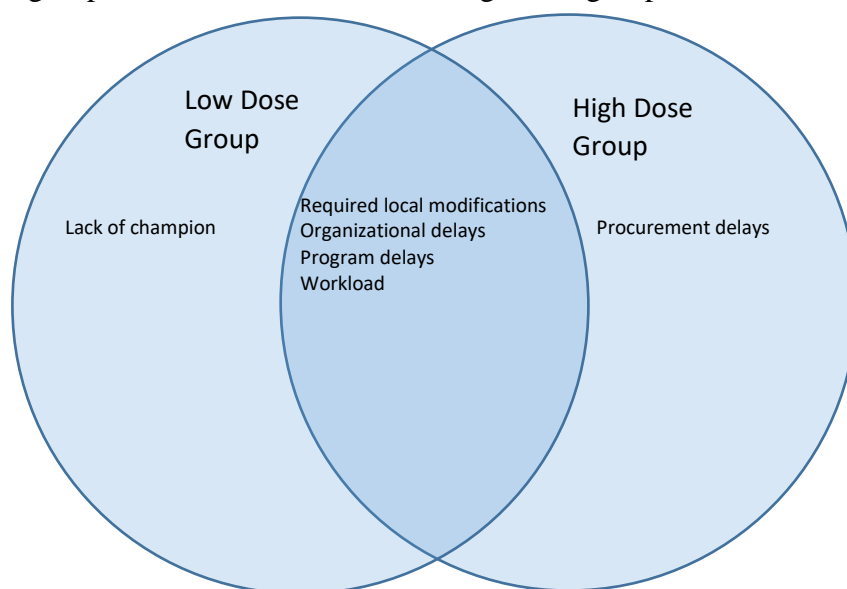 Low Dose
Group
High Dose
Group
Lack of champion
Required local modifications
Organizational delays
Program delays
Workload
Procurement delays